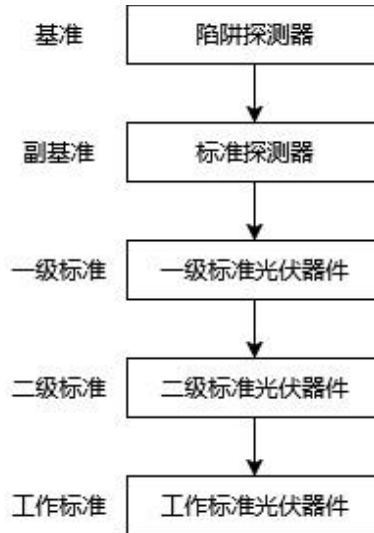 基准
陷阱探测器
副基准
标准探测器
一级标准
一级标准光伏器件
二级标准
二级标准光伏器件
工作标准
工作标准光伏器件